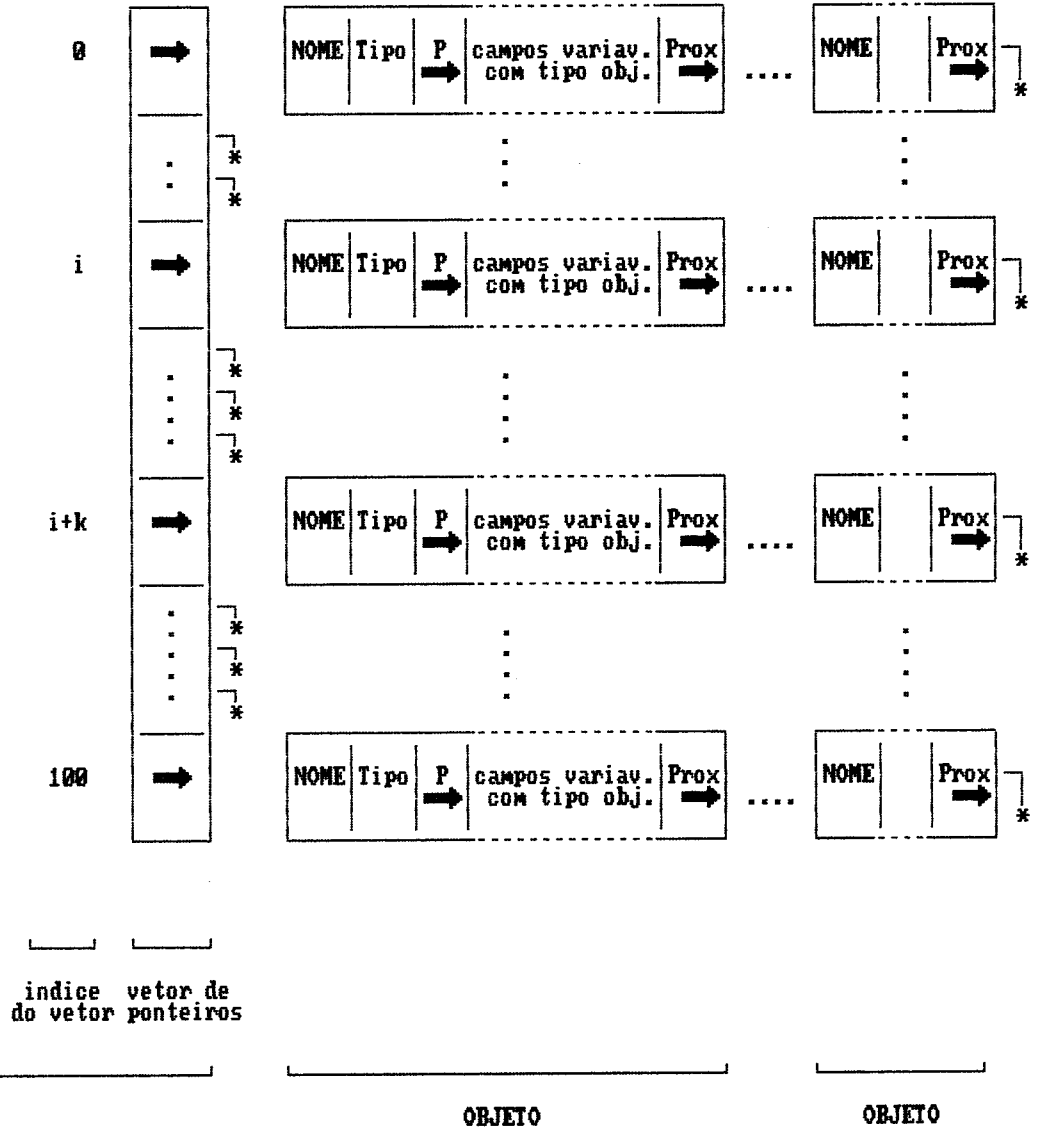 0 NOME Tipo P campos variav. Prox .... NOME Prox
com tipo obj.
*
*
*
i NOME Tipo P campos variav. Prox .... NOME Prox
com tipo obj.
*
*
*
*
i+k NOME Tipo P campos variav. Prox .... NOME Prox
com tipo obj.
*
*
*
*
100 NOME Tipo P campos variav. Prox .... NOME Prox
com tipo obj.
*
indice vetor de
do vetor ponteiros
OBJETO OBJETO